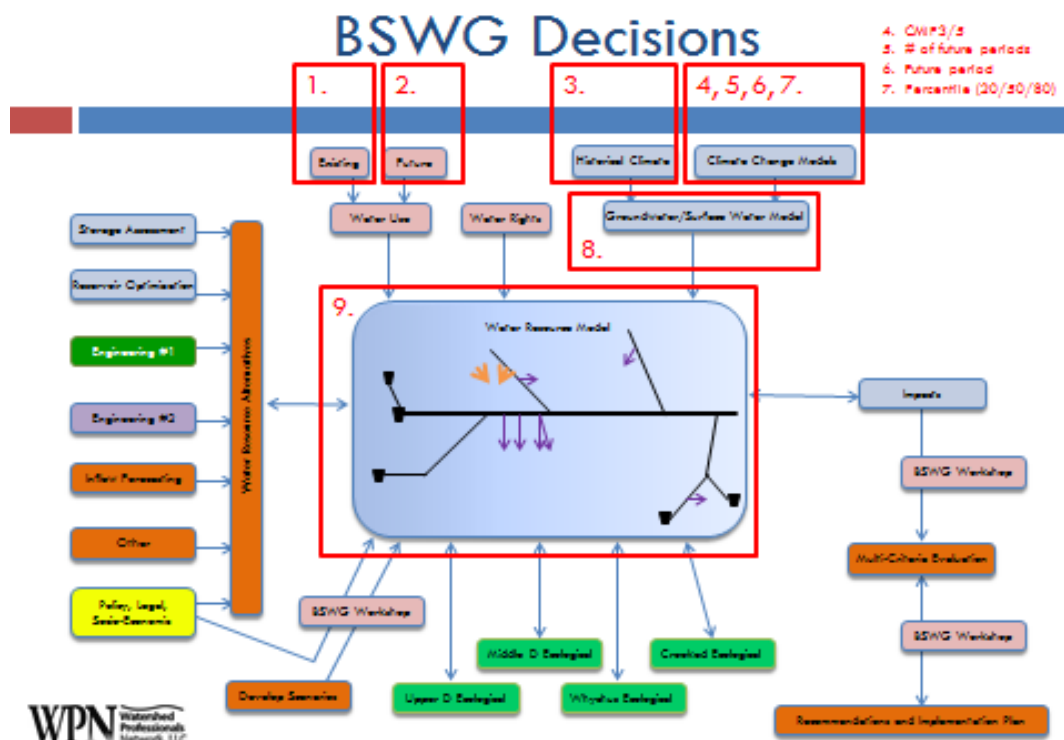 BSWG Decisions
4. CMIP3/5
5. # of future periods
6. Future period
7. Percentile (20/50/80)
1.
2.
3.
4, 5, 6, 7.
Existing
Future
Historical Climate
Climate Change Models
Water Use
Water Rights
Groundwater/Surface Water Model
8.
Storage Assessment
Reservoir Optimization
Engineering #1
Engineering #2
Inflow Forecasting
Other
Policy, Legal,
Socio-Economic
Water Resource Alternatives
9.
Water Resource Model
Impacts
BSWG Workshop
Multi-Criteria Evaluation
BSWG Workshop
Recommendations and Implementation Plan
BSWG Workshop
Develop Scenarios
Middle D Ecological
Crooked Ecological
Upper D Ecological
Whychus Ecological
WPN
Watershed
Professionals
Network, LLC